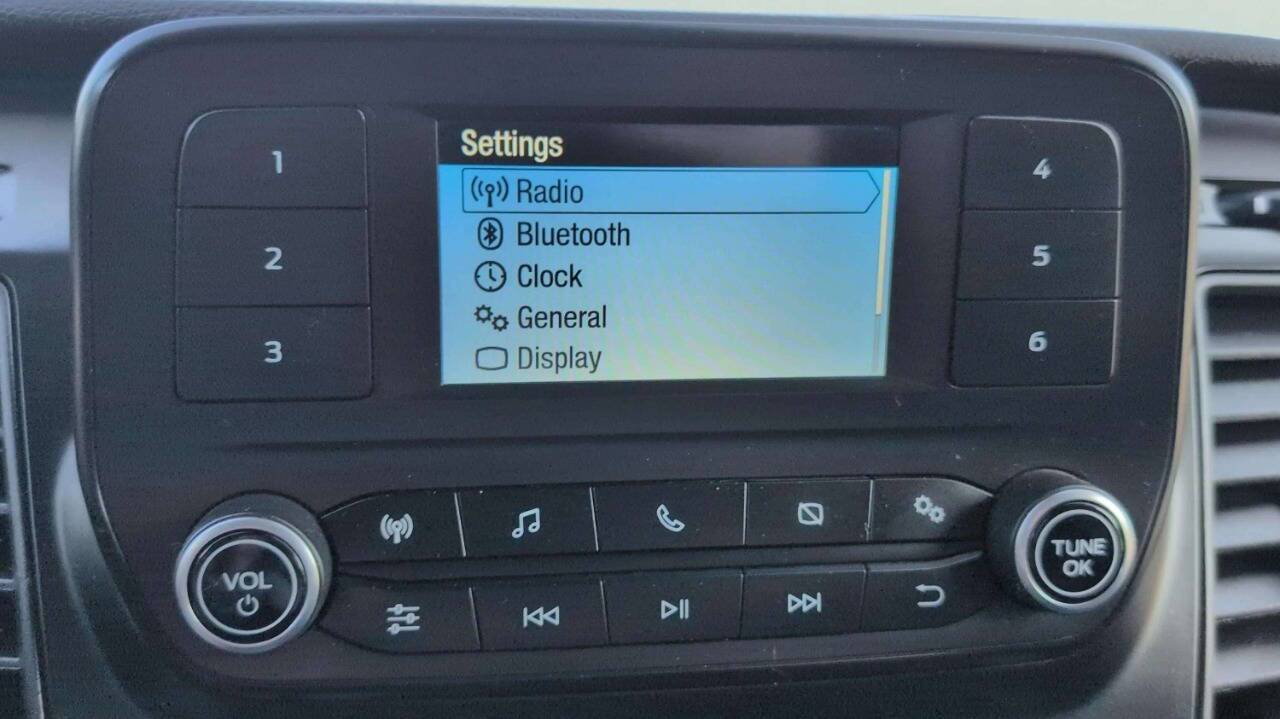 Settings
1
Radio
4
2
Bluetooth
5
Clock
3
General
6
Display
VOL
TUNE
OK